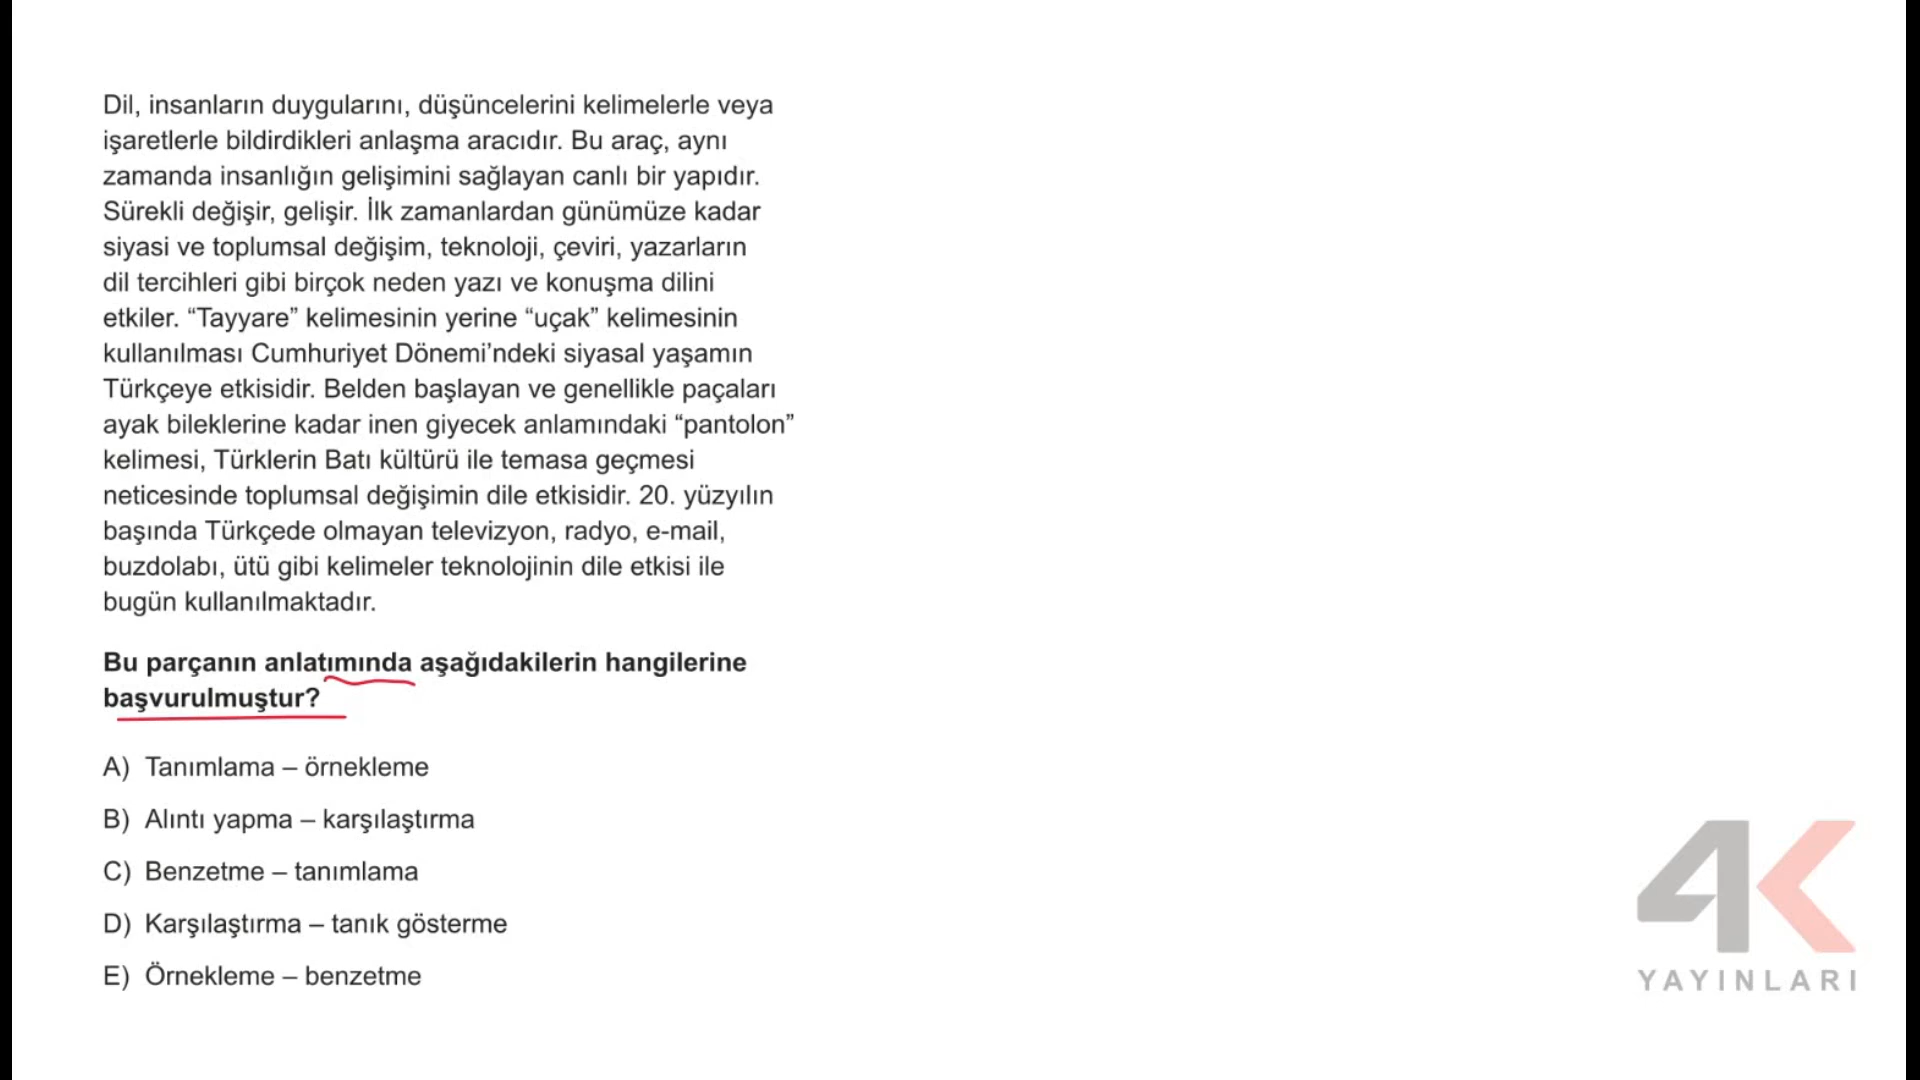 Dil, insanların duygularını, düşüncelerini kelimelerle veya
işaretlerle bildirdikleri anlaşma aracıdır. Bu araç, aynı
zamanda insanlığın gelişimini sağlayan canlı bir yapıdır.
Sürekli değişir, gelişir. İlk zamanlardan günümüze kadar
siyasi ve toplumsal değişim, teknoloji, çeviri, yazarların
dil tercihleri gibi birçok neden yazı ve konuşma dilini
etkiler. “Tayyare” kelimesinin yerine “uçak” kelimesinin
kullanılması Cumhuriyet Dönemi’ndeki siyasal yaşamın
Türkçeye etkisidir. Belden başlayan ve genellikle paçaları
ayak bileklerine kadar inen giyecek anlamındaki “pantolon”
kelimesi, Türklerin Batı kültürü ile temasa geçmesi
neticesinde toplumsal değişimin dile etkisidir. 20. yüzyılın
başında Türkçede olmayan televizyon, radyo, e-mail,
buzdolabı, ütü gibi kelimeler teknolojinin dile etkisi ile
bugün kullanılmaktadır.
Bu parçanın anlatımında aşağıdakilerin hangilerine
başvurulmuştur?
A) Tanımlama – örnekleme
B) Alıntı yapma – karşılaştırma
C) Benzetme – tanımlama
D) Karşılaştırma – tanık gösterme
E) Örnekleme – benzetme
4K
YAYINLARI